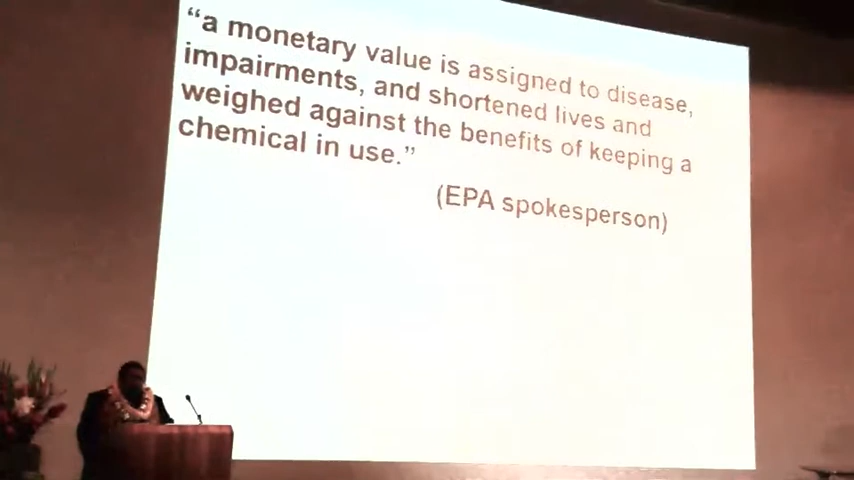 “a monetary value is assigned to disease,
impairments, and shortened lives and
weighed against the benefits of keeping a
chemical in use.”
(EPA spokesperson)